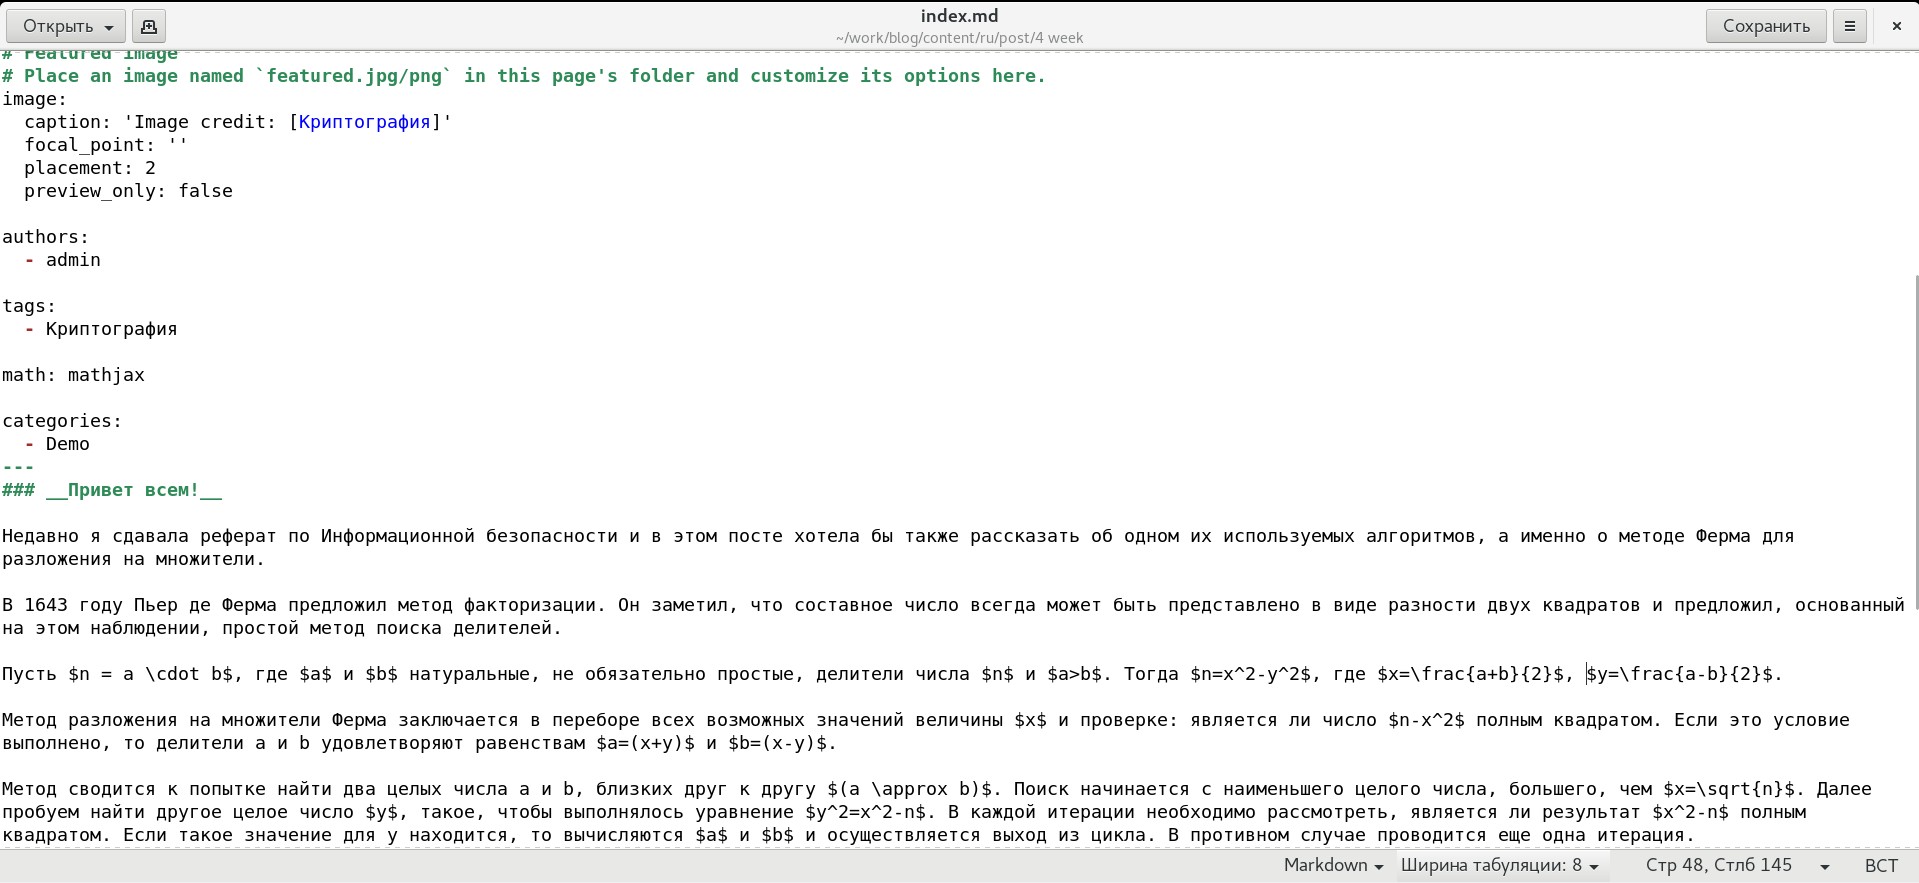 Открыть
index.md
~/work/blog/content/ru/post/4 week
Сохранить
# Featured image
# Place an image named `featured.jpg/png` in this page's folder and customize its options here.
image:
  caption: 'Image credit: [Криптография]'
  focal_point: ''
  placement: 2
  preview_only: false
authors:
  - admin
tags:
  - Криптография
math: mathjax
categories:
  - Demo
---
### __Привет всем!__
Недавно я сдавала реферат по Информационной безопасности и в этом посте хотела бы также рассказать об одном их используемых алгоритмов, а именно о методе Ферма для
разложения на множители.
В 1643 году Пьер де Ферма предложил метод факторизации. Он заметил, что составное число всегда может быть представлено в виде разности двух квадратов и предложил, основанный
на этом наблюдении, простой метод поиска делителей.
Пусть $n = a \cdot b$, где $a$ и $b$ натуральные, не обязательно простые, делители числа $n$ и $a>b$. Тогда $n=x^2-y^2$, где $x=\frac{a+b}{2}$, $y=\frac{a-b}{2}$.
Метод разложения на множители Ферма заключается в переборе всех возможных значений величины $x$ и проверке: является ли число $n-x^2$ полным квадратом. Если это условие
выполнено, то делители a и b удовлетворяют равенствам $a=(x+y)$ и $b=(x-y)$.
Метод сводится к попытке найти два целых числа a и b, близких друг к другу $(a \approx b)$. Поиск начинается с наименьшего целого числа, большего, чем $x=\sqrt{n}$. Далее
пробуем найти другое целое число $y$, такое, чтобы выполнялось уравнение $y^2=x^2-n$. В каждой итерации необходимо рассмотреть, является ли результат $x^2-n$ полным
квадратом. Если такое значение для y находится, то вычисляются $a$ и $b$ и осуществляется выход из цикла. В противном случае проводится еще одна итерация.
Markdown Ширина табуляции: 8 Стр 48, Стлб 145 ВСТ